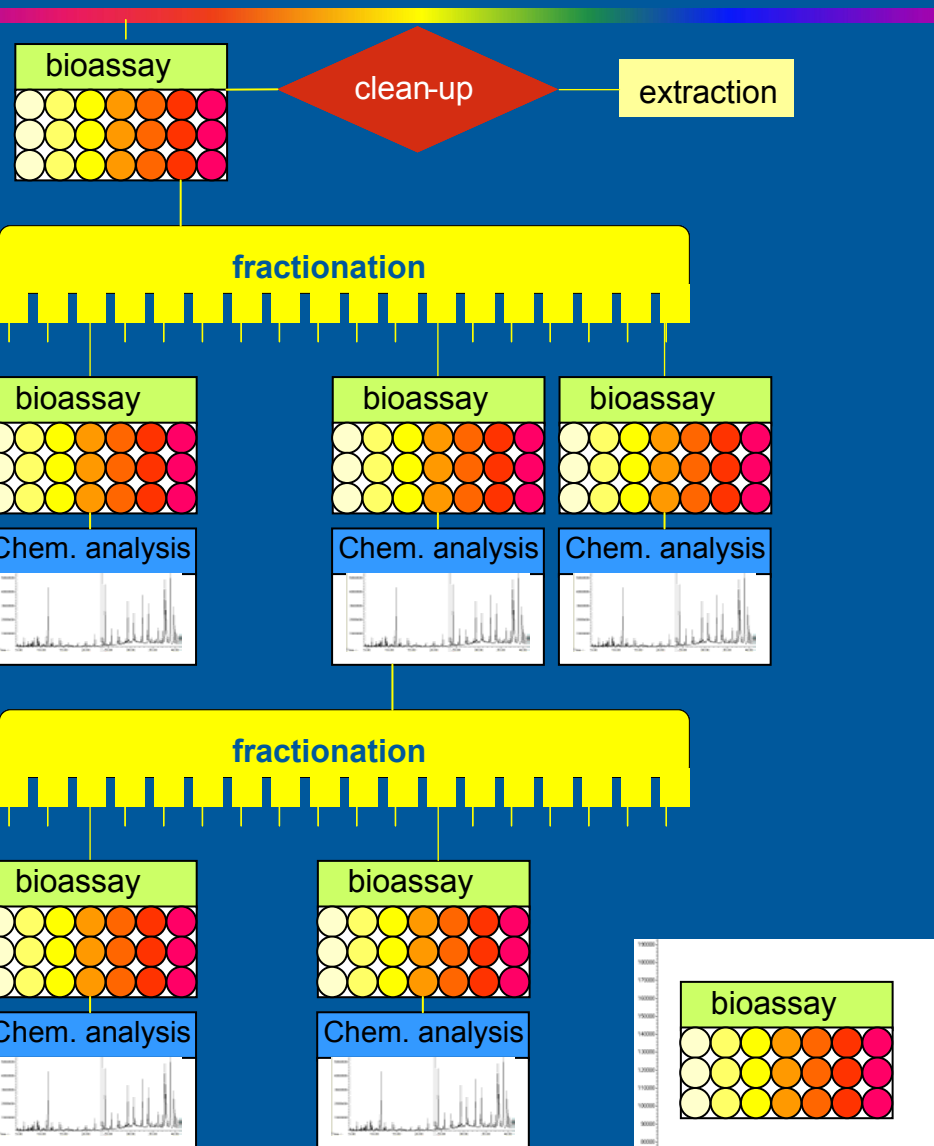 bioassay
clean-up
extraction
fractionation
bioassay
bioassay
bioassay
Chem. analysis
Chem. analysis
Chem. analysis
fractionation
bioassay
bioassay
bioassay
Chem. analysis
Chem. analysis